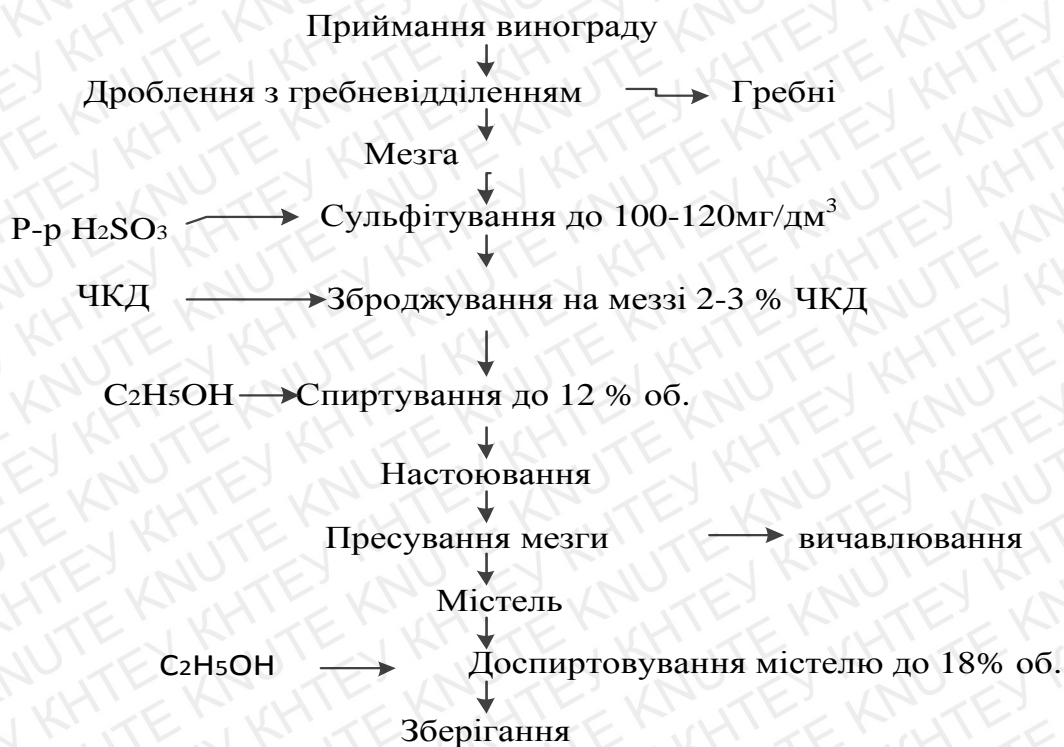 Приймання винограду
Дроблення з гребневідділенням Гребні
Мезга
Р-р H₂SO₃ Сульфітування до 100-120мг/дм³
ЧКД Зброджування на меззі 2-3 % ЧКД
C₂H₅OH Спиртування до 12 % об.
Настоювання
Пресування мезги вичавлювання
Містель
C₂H₅OH Доспиртовування містелю до 18% об.
Зберігання